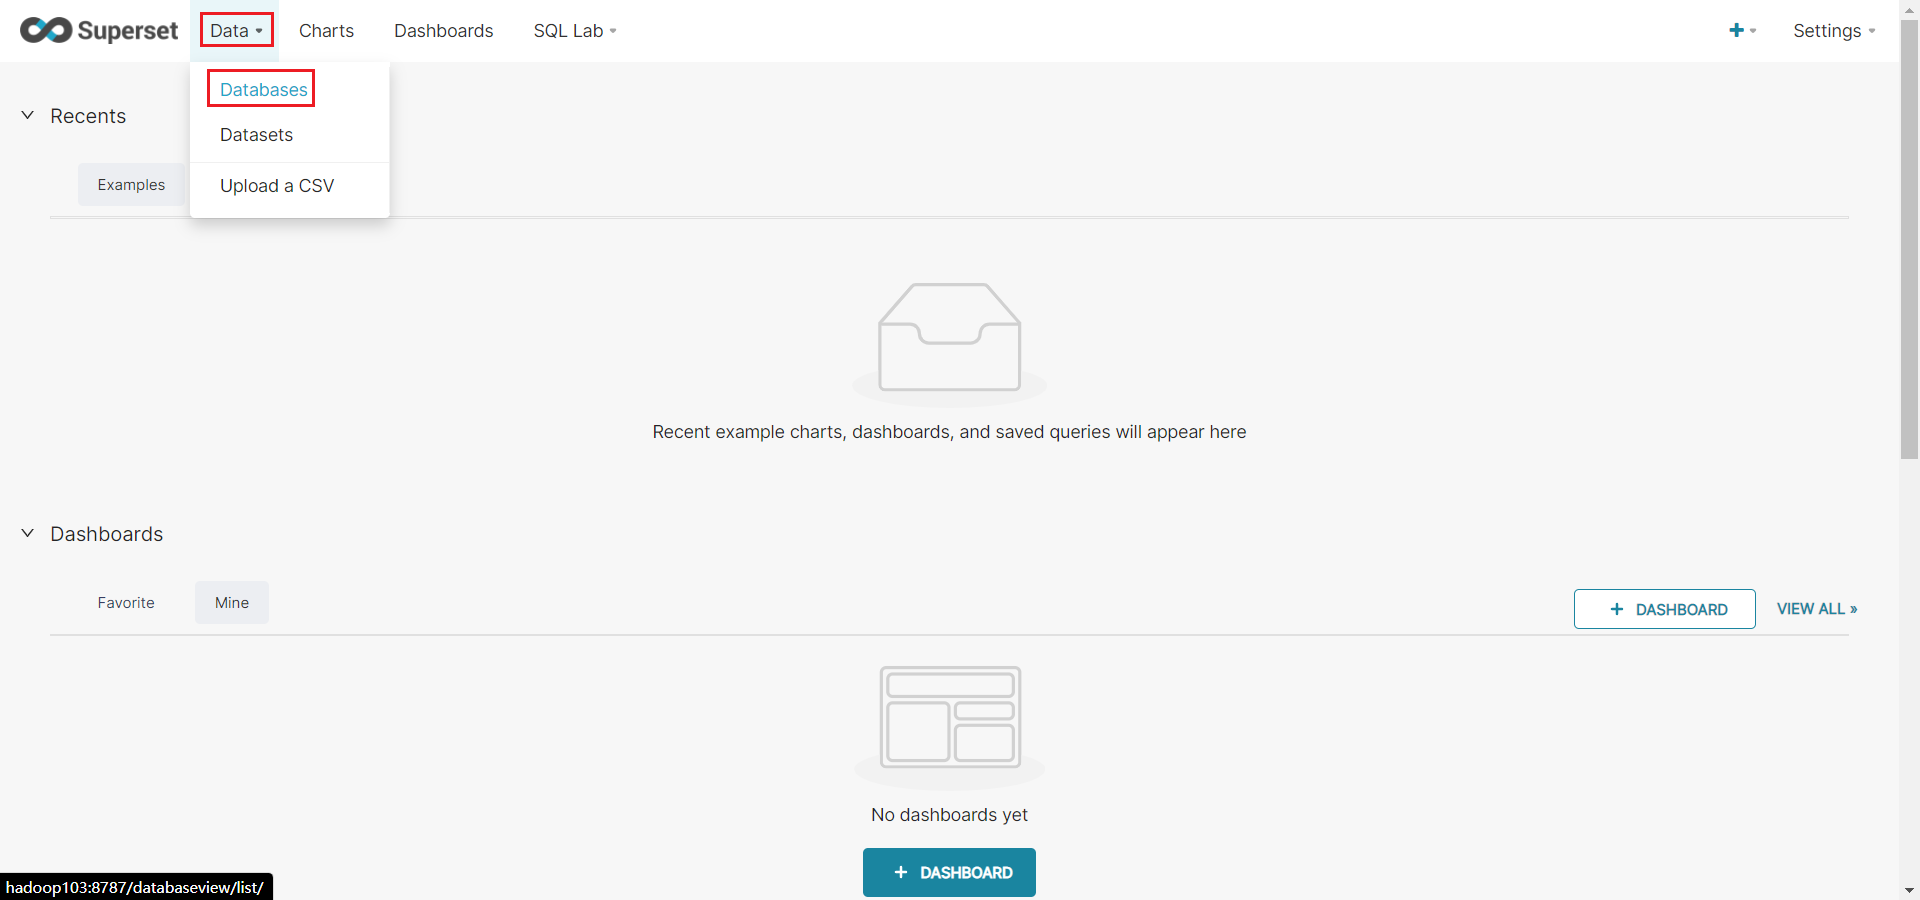 Superset Data Charts Dashboards SQL Lab + Settings
Databases
Datasets
Upload a CSV
Recents
Examples
Recent example charts, dashboards, and saved queries will appear here
Dashboards
Favorite Mine + DASHBOARD VIEW ALL »
No dashboards yet
+ DASHBOARD
hadoop103:8787/databaseview/list/